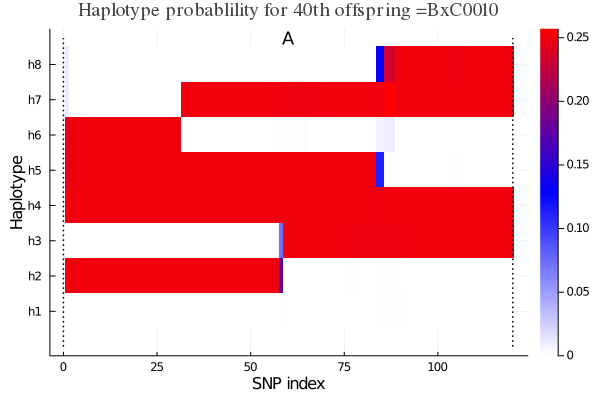 Haplotype probablility for 40th offspring =BxC0010
A
h8
h7
h6
h5
h4
h3
h2
h1
Haplotype
0
25
50
75
100
SNP index
0.25
0.20
0.15
0.10
0.05
0